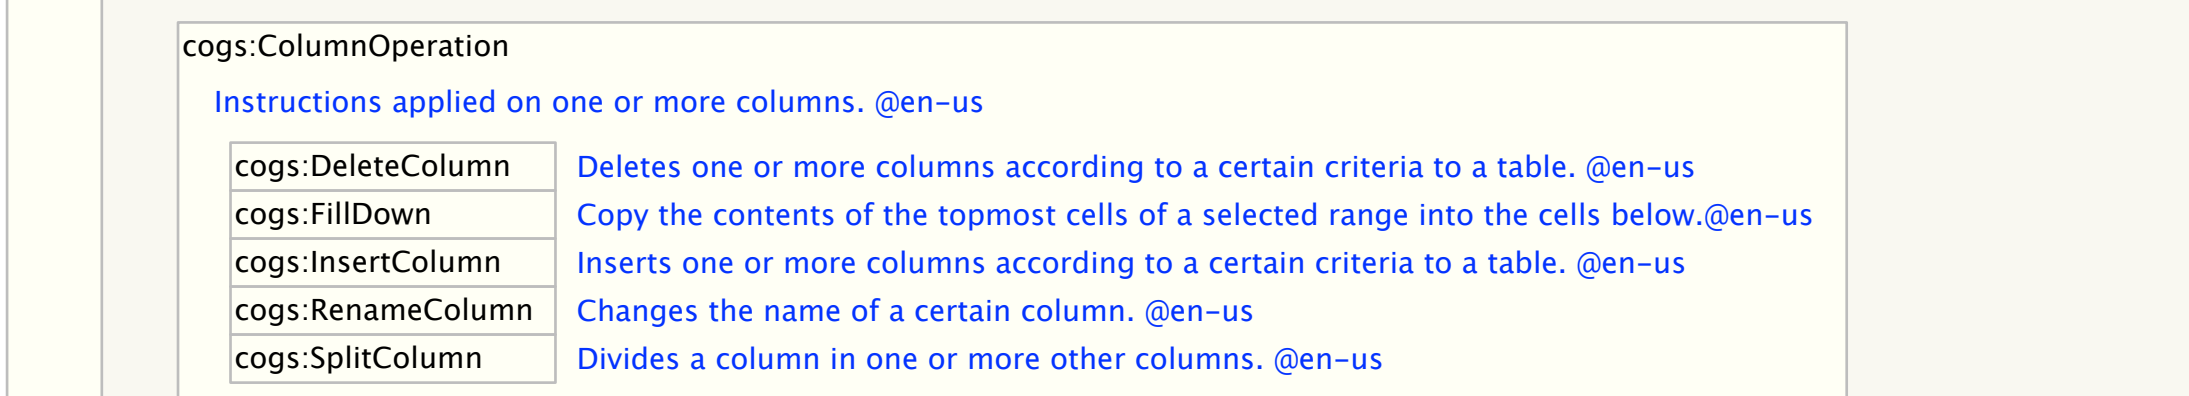 cogs:ColumnOperation
Instructions applied on one or more columns. @en-us
cogs:DeleteColumn Deletes one or more columns according to a certain criteria to a table. @en-us
cogs:FillDown Copy the contents of the topmost cells of a selected range into the cells below.@en-us
cogs:InsertColumn Inserts one or more columns according to a certain criteria to a table. @en-us
cogs:RenameColumn Changes the name of a certain column. @en-us
cogs:SplitColumn Divides a column in one or more other columns. @en-us